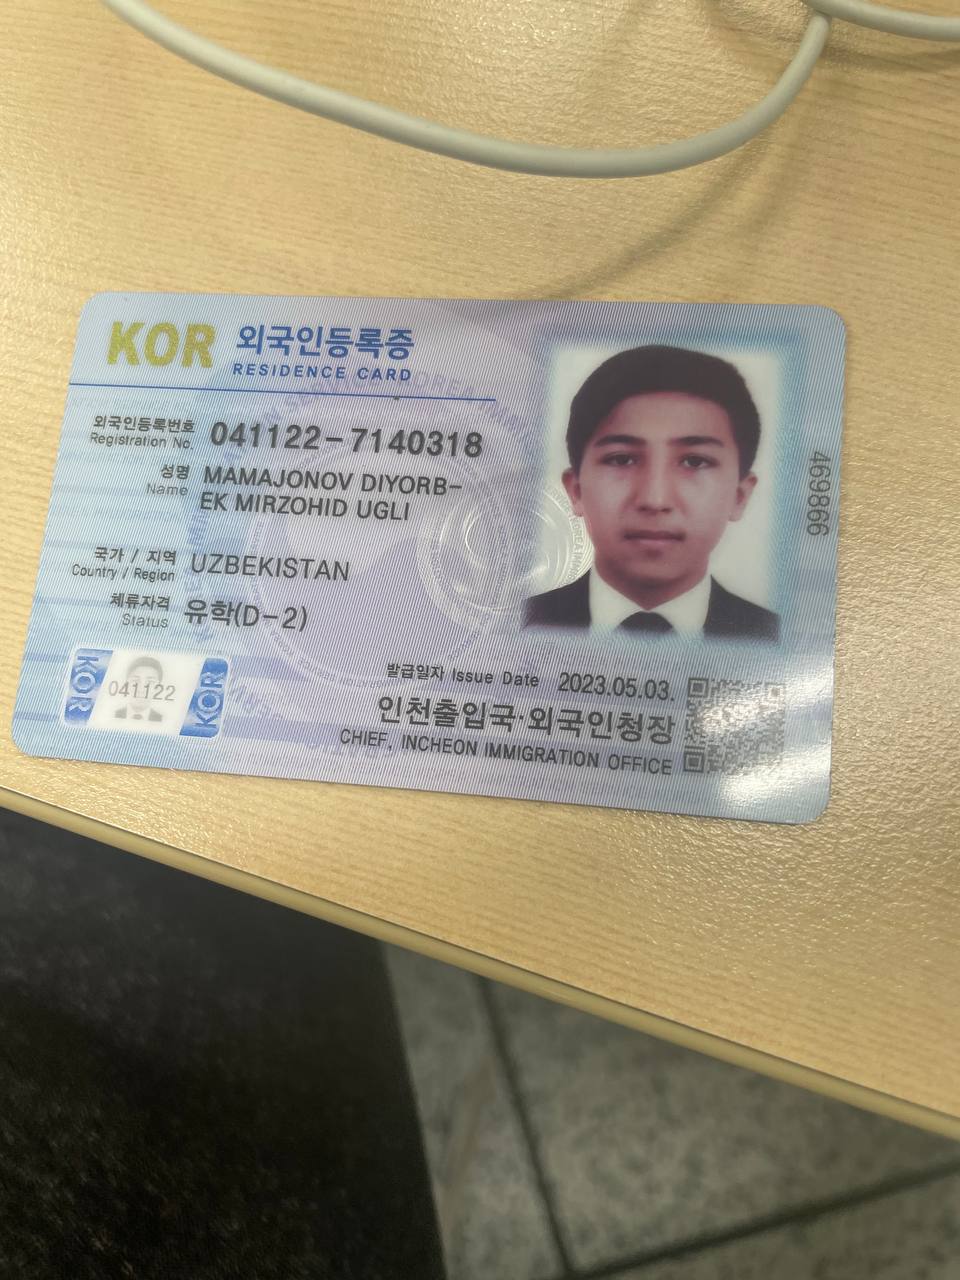 KOR 외국인등록증
RESIDENCE CARD
외국인등록번호
Registration No. 041122-7140318
성명
Name MAMAJONOV DIYORB-
EK MIRZOHID UGLI
국가 / 지역
Country / Region UZBEKISTAN
체류자격
Status 유학(D-2)
KOR 041122 KOR
발급일자 Issue Date 2023.05.03.
인천출입국·외국인청장
CHIEF, INCHEON IMMIGRATION OFFICE
469866